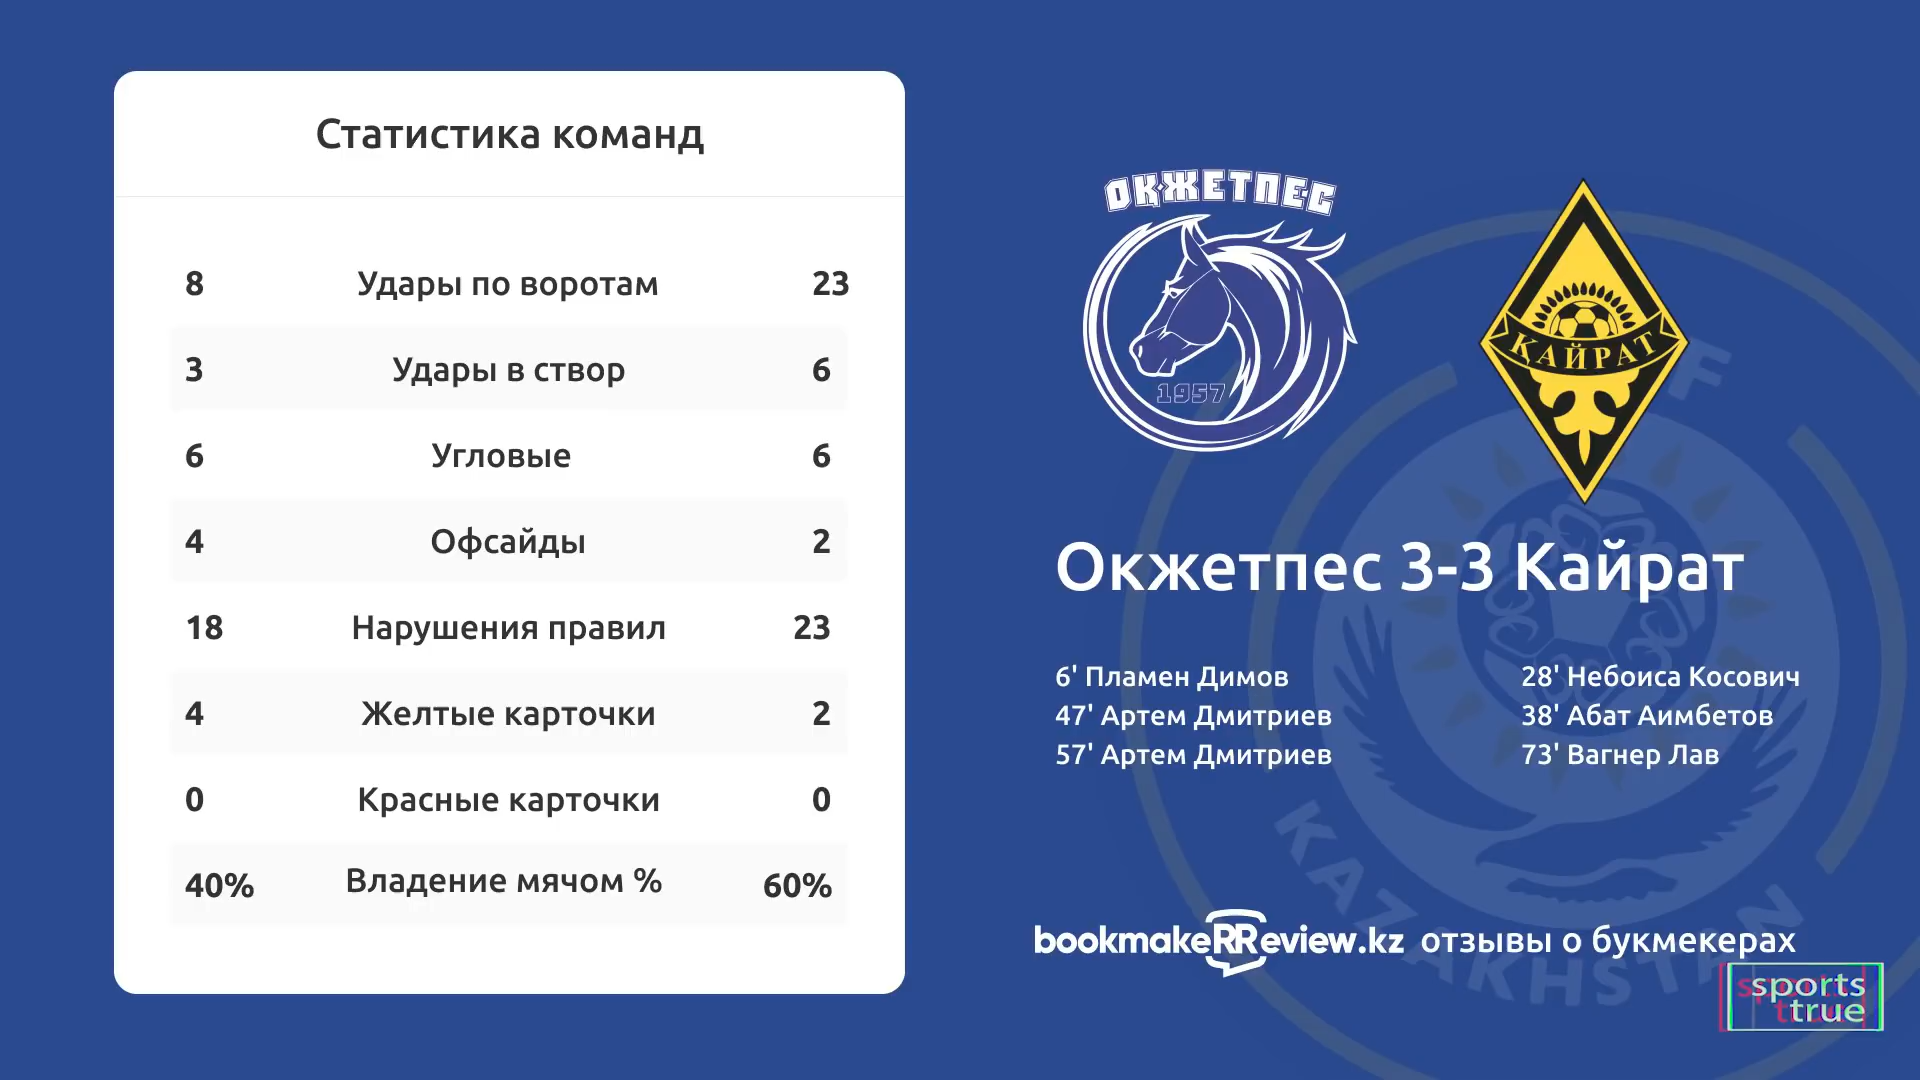 Статистика команд
8 Удары по воротам 23
3 Удары в створ 6
6 Угловые 6
4 Офсайды 2
18 Нарушения правил 23
4 Желтые карточки 2
0 Красные карточки 0
40% Владение мячом % 60%
ОҚЖЕТПЕС
1957
ҚАЙРАТ
Окжетпес 3-3 Кайрат
6' Пламен Димов
47' Артем Дмитриев
57' Артем Дмитриев
28' Небоиса Косович
38' Абат Аимбетов
73' Вагнер Лав
KAZAKHSTAN
bookmakeRReview.kz отзывы о букмекерах
sports
true